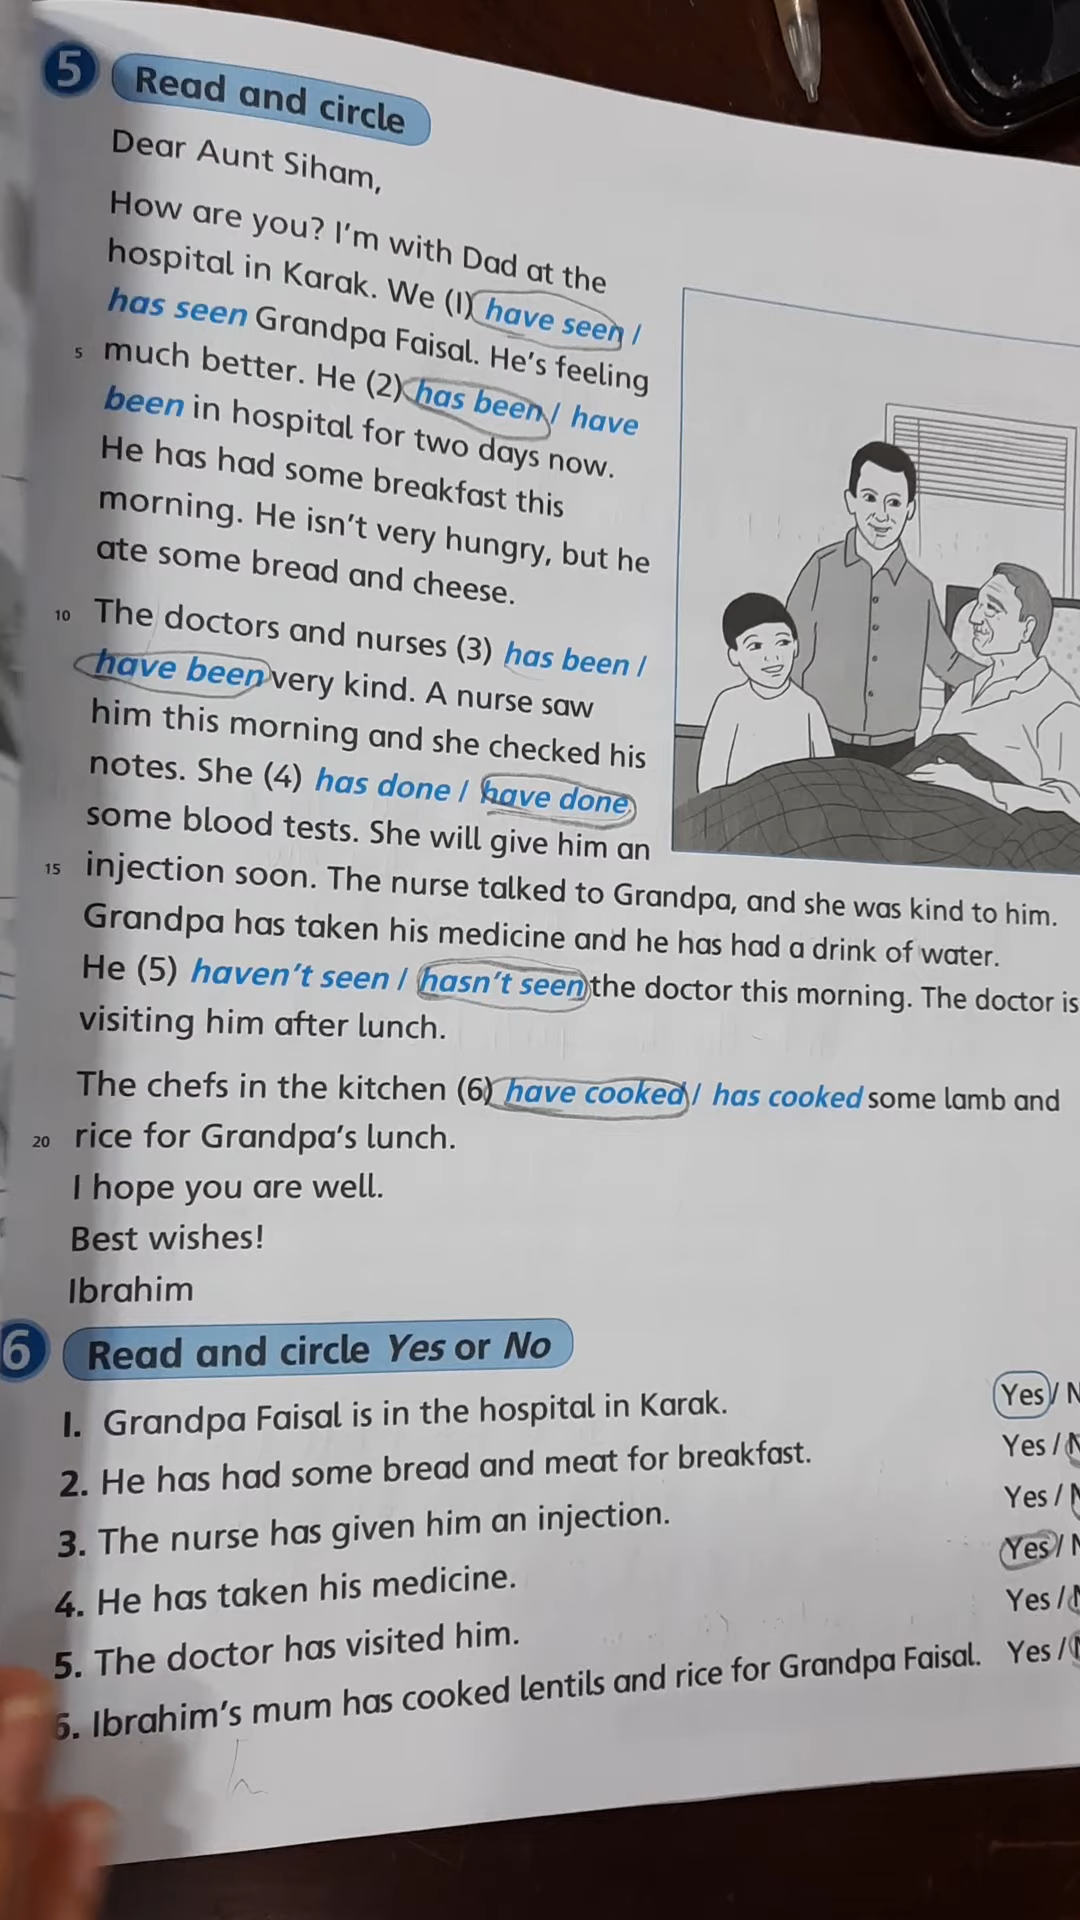 5 Read and circle
Dear Aunt Siham,
How are you? I'm with Dad at the
hospital in Karak. We (1) have seen /
has seen Grandpa Faisal. He's feeling
5 much better. He (2) has been / have
been in hospital for two days now.
He has had some breakfast this
morning. He isn't very hungry, but he
ate some bread and cheese.
10 The doctors and nurses (3) has been /
have been very kind. A nurse saw
him this morning and she checked his
notes. She (4) has done / have done
some blood tests. She will give him an
15 injection soon. The nurse talked to Grandpa, and she was kind to him.
Grandpa has taken his medicine and he has had a drink of water.
He (5) haven't seen / hasn't seen the doctor this morning. The doctor is
visiting him after lunch.
The chefs in the kitchen (6) have cooked / has cooked some lamb and
20 rice for Grandpa's lunch.
I hope you are well.
Best wishes!
Ibrahim
6 Read and circle Yes or No
1. Grandpa Faisal is in the hospital in Karak. Yes / N
2. He has had some bread and meat for breakfast. Yes /
3. The nurse has given him an injection. Yes /
4. He has taken his medicine. Yes /
5. The doctor has visited him. Yes /
6. Ibrahim's mum has cooked lentils and rice for Grandpa Faisal. Yes /